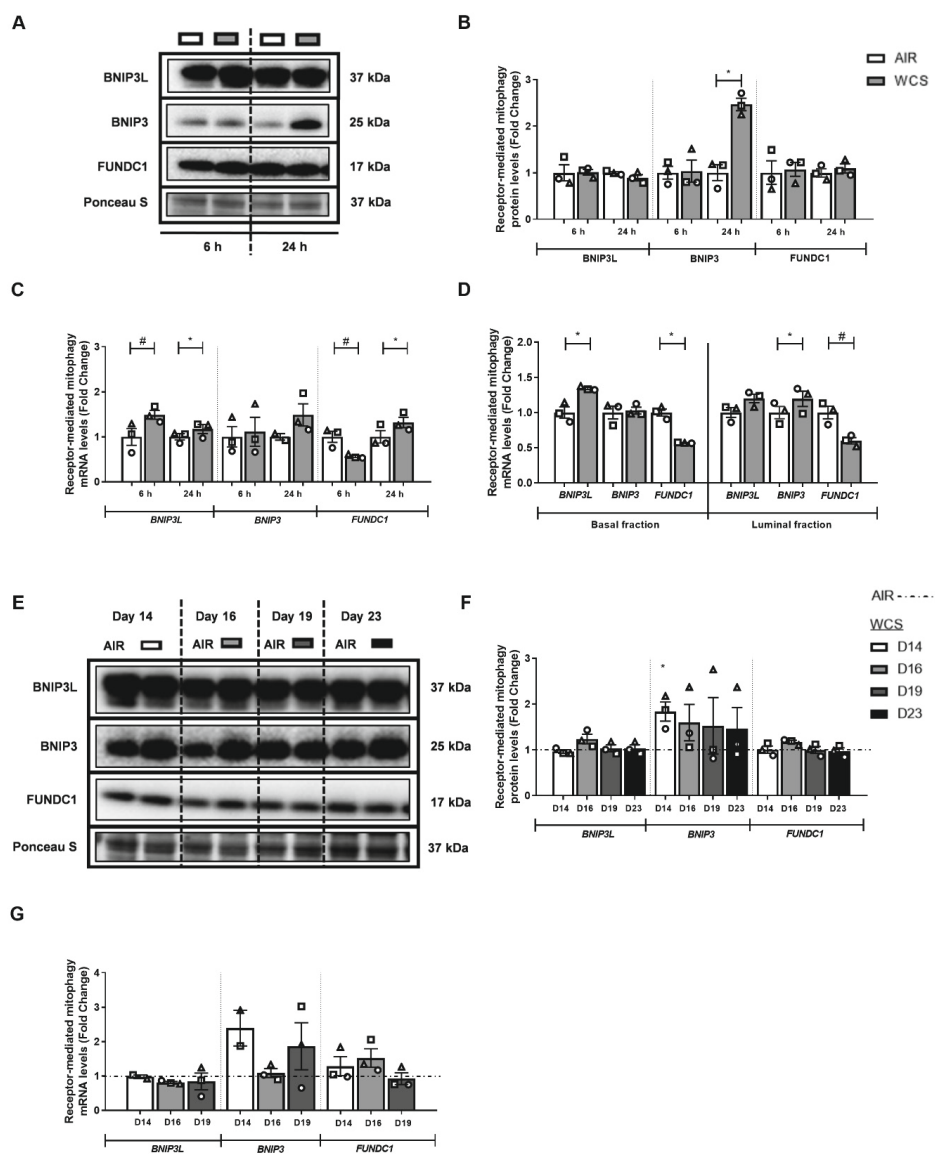 A
BNIP3L
37 kDa
BNIP3
25 kDa
FUNDC1
17 kDa
Ponceau S
37 kDa
6 h
24 h
B
AIR
WCS
Receptor-mediated mitophagy
protein levels (Fold Change)
3
2
1
0
*
6 h 24 h 6 h 24 h 6 h 24 h
BNIP3L BNIP3 FUNDC1
C
Receptor-mediated mitophagy
mRNA levels (Fold Change)
3
2
1
0
# * # *
6 h 24 h 6 h 24 h 6 h 24 h
BNIP3L BNIP3 FUNDC1
D
Receptor-mediated mitophagy
mRNA levels (Fold Change)
2.0
1.5
1.0
0.5
0.0
* * * #
BNIP3L BNIP3 FUNDC1 BNIP3L BNIP3 FUNDC1
Basal fraction Luminal fraction
E
Day 14 Day 16 Day 19 Day 23
AIR AIR AIR AIR
BNIP3L
37 kDa
BNIP3
25 kDa
FUNDC1
17 kDa
Ponceau S
37 kDa
F
AIR
WCS
D14
D16
D19
D23
Receptor-mediated mitophagy
protein levels (Fold Change)
3
2
1
0
*
D14 D16 D19 D23 D14 D16 D19 D23 D14 D16 D19 D23
BNIP3L BNIP3 FUNDC1
G
Receptor-mediated mitophagy
mRNA levels (Fold Change)
4
3
2
1
0
D14 D16 D19 D14 D16 D19 D14 D16 D19
BNIP3L BNIP3 FUNDC1